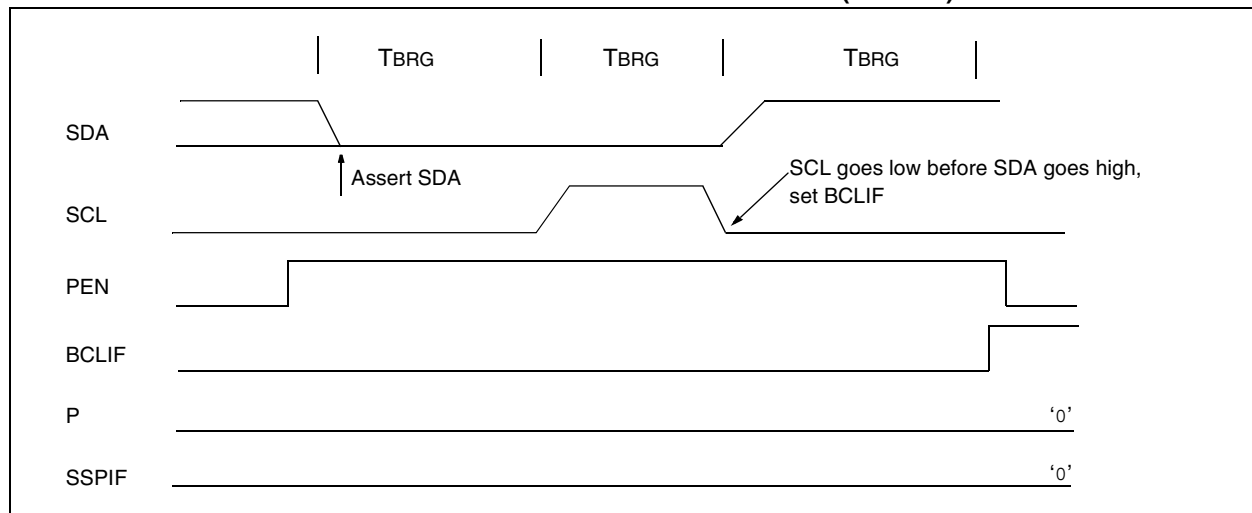 TBRG TBRG TBRG
SDA
Assert SDA
SCL goes low before SDA goes high,
set BCLIF
SCL
PEN
BCLIF
P
‘0’
SSPIF
‘0’